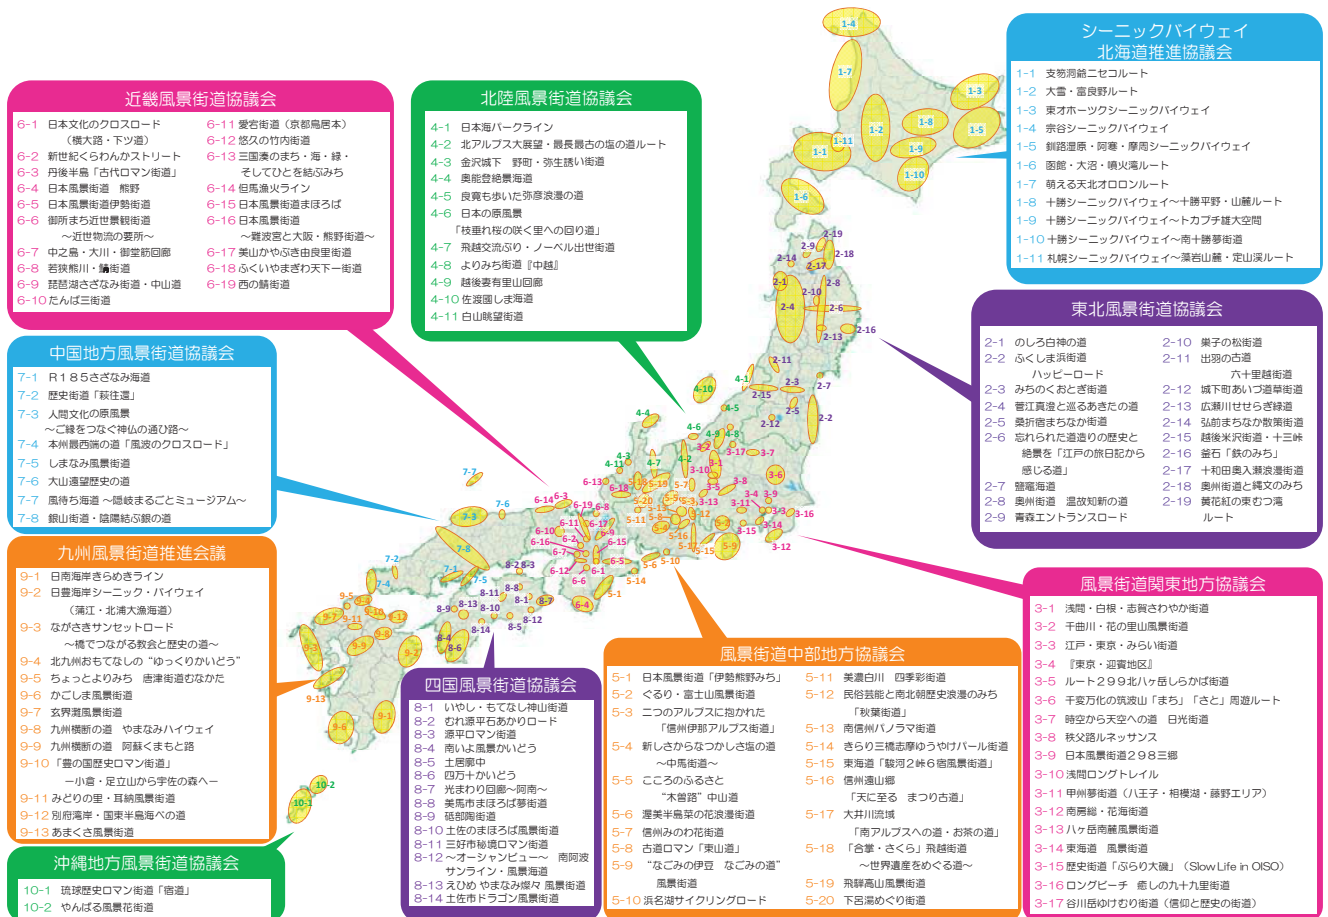 シーニックバイウェイ
北海道推進協議会
1-1 支笏洞爺ニセコルート
1-2 大雪・富良野ルート
1-3 東オホーツクシーニックバイウェイ
1-4 宗谷シーニックバイウェイ
1-5 釧路湿原・阿寒・摩周シーニックバイウェイ
1-6 函館・大沼・噴火湾ルート
1-7 萌える天北オロロンルート
1-8 十勝シーニックバイウェイ～十勝平野・山麓ルート
1-9 十勝シーニックバイウェイ～トカプチ雄大空間
1-10 十勝シーニックバイウェイ～南十勝夢街道
1-11 札幌シーニックバイウェイ～藻岩山麓・定山渓ルート
近畿風景街道協議会
6-1 日本文化のクロスロード
（横大路・下ツ道）
6-2 新世紀くらわんかストリート
6-3 丹後半島「古代ロマン街道」
6-4 日本風景街道 熊野
6-5 日本風景街道伊勢街道
6-6 御所まち近世景観街道
～近世物流の要所～
6-7 中之島・大川・御堂筋回廊
6-8 若狭熊川・鯖街道
6-9 琵琶湖さざなみ街道・中山道
6-10 たんば三街道
6-11 愛宕街道（京都鳥居本）
6-12 悠久の竹内街道
6-13 三国湊のまち・海・緑・
そしてひとを結ぶみち
6-14 但馬漁火ライン
6-15 日本風景街道まほろば
6-16 日本風景街道
～難波宮と大阪・熊野街道～
6-17 美山かやぶき由良里街道
6-18 ふくいやまぎわ天下一街道
6-19 西の鯖街道
北陸風景街道協議会
4-1 日本海パークライン
4-2 北アルプス大展望・最長最古の塩の道ルート
4-3 金沢城下 野町・弥生誘い街道
4-4 奥能登絶景海道
4-5 良寛も歩いた弥彦浪漫の道
4-6 日本の原風景
「枝垂れ桜の咲く里への回り道」
4-7 飛越交流ぶり・ノーベル出世街道
4-8 よりみち街道『中越』
4-9 越後妻有里山回廊
4-10 佐渡國しま海道
4-11 白山眺望街道
東北風景街道協議会
2-1 のしろ白神の道
2-2 ふくしま浜街道
ハッピーロード
2-3 みちのくおとぎ街道
2-4 菅江真澄と巡るあきたの道
2-5 桑折宿まちなか街道
2-6 忘れられた道造りの歴史と
絶景を「江戸の旅日記から
感じる道」
2-7 鹽竈海道
2-8 奥州街道 温故知新の道
2-9 青森エントランスロード
2-10 巣子の松街道
2-11 出羽の古道
六十里越街道
2-12 城下町あいづ道草街道
2-13 広瀬川せせらぎ緑道
2-14 弘前まちなか散策街道
2-15 越後米沢街道・十三峠
2-16 釜石「鉄のみち」
2-17 十和田奥入瀬浪漫街道
2-18 奥州街道と縄文のみち
2-19 黄花紅の東むつ湾
ルート
中国地方風景街道協議会
7-1 Ｒ１８５さざなみ海道
7-2 歴史街道「萩往還」
7-3 人間文化の原風景
～ご縁をつなぐ神仏の通ひ路～
7-4 本州最西端の道「風波のクロスロード」
7-5 しまなみ風景街道
7-6 大山遠望歴史の道
7-7 風待ち海道 ～隠岐まるごとミュージアム～
7-8 銀山街道・陰陽結ぶ銀の道
九州風景街道推進会議
9-1 日南海岸きらめきライン
9-2 日豊海岸シーニック・バイウェイ
（蒲江・北浦大漁海道）
9-3 ながさきサンセットロード
～橋でつながる教会と歴史の道～
9-4 北九州おもてなしの“ゆっくりかいどう”
9-5 ちょっとよりみち 唐津街道むなかた
9-6 かごしま風景街道
9-7 玄界灘風景街道
9-8 九州横断の道 やまなみハイウェイ
9-9 九州横断の道 阿蘇くまもと路
9-10 「豊の国歴史ロマン街道」
ー小倉・足立山から宇佐の森へー
9-11 みどりの里・耳納風景街道
9-12 別府湾岸・国東半島海べの道
9-13 あまくさ風景街道
沖縄地方風景街道協議会
10-1 琉球歴史ロマン街道「宿道」
10-2 やんばる風景花街道
四国風景街道協議会
8-1 いやし・もてなし神山街道
8-2 むれ源平石あかりロード
8-3 源平ロマン街道
8-4 南いよ風景かいどう
8-5 土居廓中
8-6 四万十かいどう
8-7 光まわり回廊～阿南～
8-8 美馬市まほろば夢街道
8-9 砥部陶街道
8-10 土佐のまほろば風景街道
8-11 三好市秘境ロマン街道
8-12 ～オーシャンビュー～ 南阿波
サンライン・風景海道
8-13 えひめ やまなみ燦々 風景街道
8-14 土佐市ドラゴン風景街道
風景街道中部地方協議会
5-1 日本風景街道「伊勢熊野みち」
5-2 ぐるり・富士山風景街道
5-3 二つのアルプスに抱かれた
「信州伊那アルプス街道」
5-4 新しさからなつかしさ塩の道
～中馬街道～
5-5 こころのふるさと
“木曽路”中山道
5-6 渥美半島菜の花浪漫街道
5-7 信州みのわ花街道
5-8 古道ロマン「東山道」
5-9 “なごみの伊豆 なごみの道”
風景街道
5-10 浜名湖サイクリングロード
5-11 美濃白川 四季彩街道
5-12 民俗芸能と南北朝歴史浪漫のみち
「秋葉街道」
5-13 南信州パノラマ街道
5-14 きらり三橋志摩ゆうやけパール街道
5-15 東海道「駿河２峠６宿風景街道」
5-16 信州遠山郷
「天に至る まつり古道」
5-17 大井川流域
「南アルプスへの道・お茶の道」
5-18 「合掌・さくら」飛越街道
～世界遺産をめぐる道～
5-19 飛騨高山風景街道
5-20 下呂湯めぐり街道
風景街道関東地方協議会
3-1 浅間・白根・志賀さわやか街道
3-2 千曲川・花の里山風景街道
3-3 江戸・東京・みらい街道
3-4 『東京・迎賓地区』
3-5 ルート２９９北八ヶ岳しらかば街道
3-6 千変万化の筑波山「まち」「さと」周遊ルート
3-7 時空から天空への道 日光街道
3-8 秩父路ルネッサンス
3-9 日本風景街道２９８三郷
3-10 浅間ロングトレイル
3-11 甲州夢街道（八王子・相模湖・藤野エリア）
3-12 南房総・花海街道
3-13 八ヶ岳南麓風景街道
3-14 東海道 風景街道
3-15 歴史街道「ぶらり大磯」（Slow Life in OISO）
3-16 ロングビーチ 癒しの九十九里街道
3-17 谷川岳ゆけむり街道（信仰と歴史の街道）